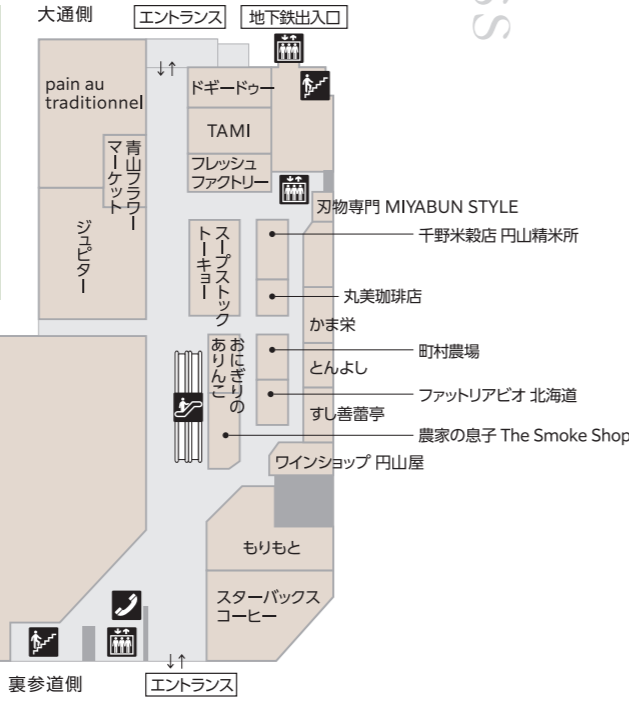 SS
大通側
エントランス
地下鉄出入口
↓↑
pain au
traditionnel
ドギードゥー
TAMI
フレッシュ
ファクトリー
青山フラワー
マーケット
ジュピター
刃物専門 MIYABUN STYLE
スープストック
トーキョー
千野米穀店 円山精米所
丸美珈琲店
かま栄
おにぎりの
ありんこ
町村農場
とんよし
ファットリアビオ 北海道
すし善蕾亭
農家の息子 The Smoke Shop
ワインショップ 円山屋
もりもと
スターバックス
コーヒー
↓↑
裏参道側
エントランス